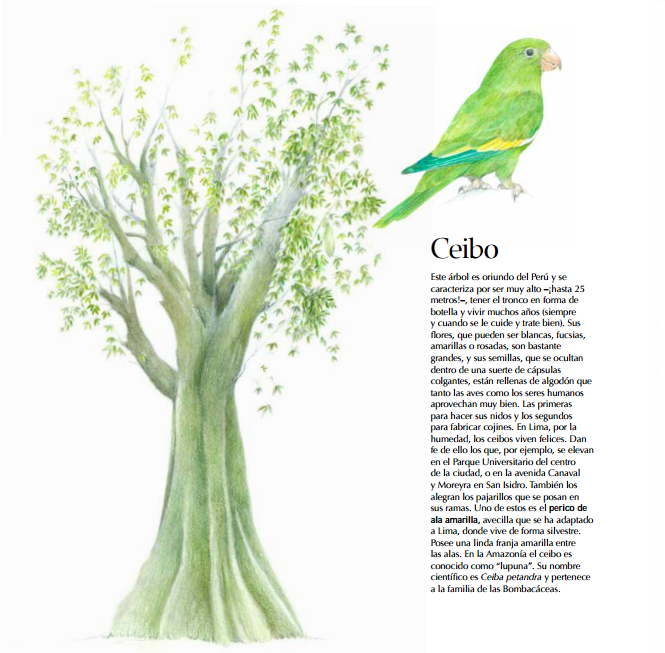 Ceibo
Este árbol es oriundo del Perú y se
caracteriza por ser muy alto –¡hasta 25
metros!–, tener el tronco en forma de
botella y vivir muchos años (siempre
y cuando se le cuide y trate bien). Sus
flores, que pueden ser blancas, fucsias,
amarillas o rosadas, son bastante
grandes, y sus semillas, que se ocultan
dentro de una suerte de cápsulas
colgantes, están rellenas de algodón que
tanto las aves como los seres humanos
aprovechan muy bien. Las primeras
para hacer sus nidos y los segundos
para fabricar cojines. En Lima, por la
humedad, los ceibos viven felices. Dan
fe de ello los que, por ejemplo, se elevan
en el Parque Universitario del centro
de la ciudad, o en la avenida Canaval
y Moreyra en San Isidro. También los
alegran los pajarillos que se posan en
sus ramas. Uno de estos es el perico de
ala amarilla, avecilla que se ha adaptado
a Lima, donde vive de forma silvestre.
Posee una linda franja amarilla entre
las alas. En la Amazonía el ceibo es
conocido como “lupuna”. Su nombre
científico es Ceiba petandra y pertenece
a la familia de las Bombacáceas.